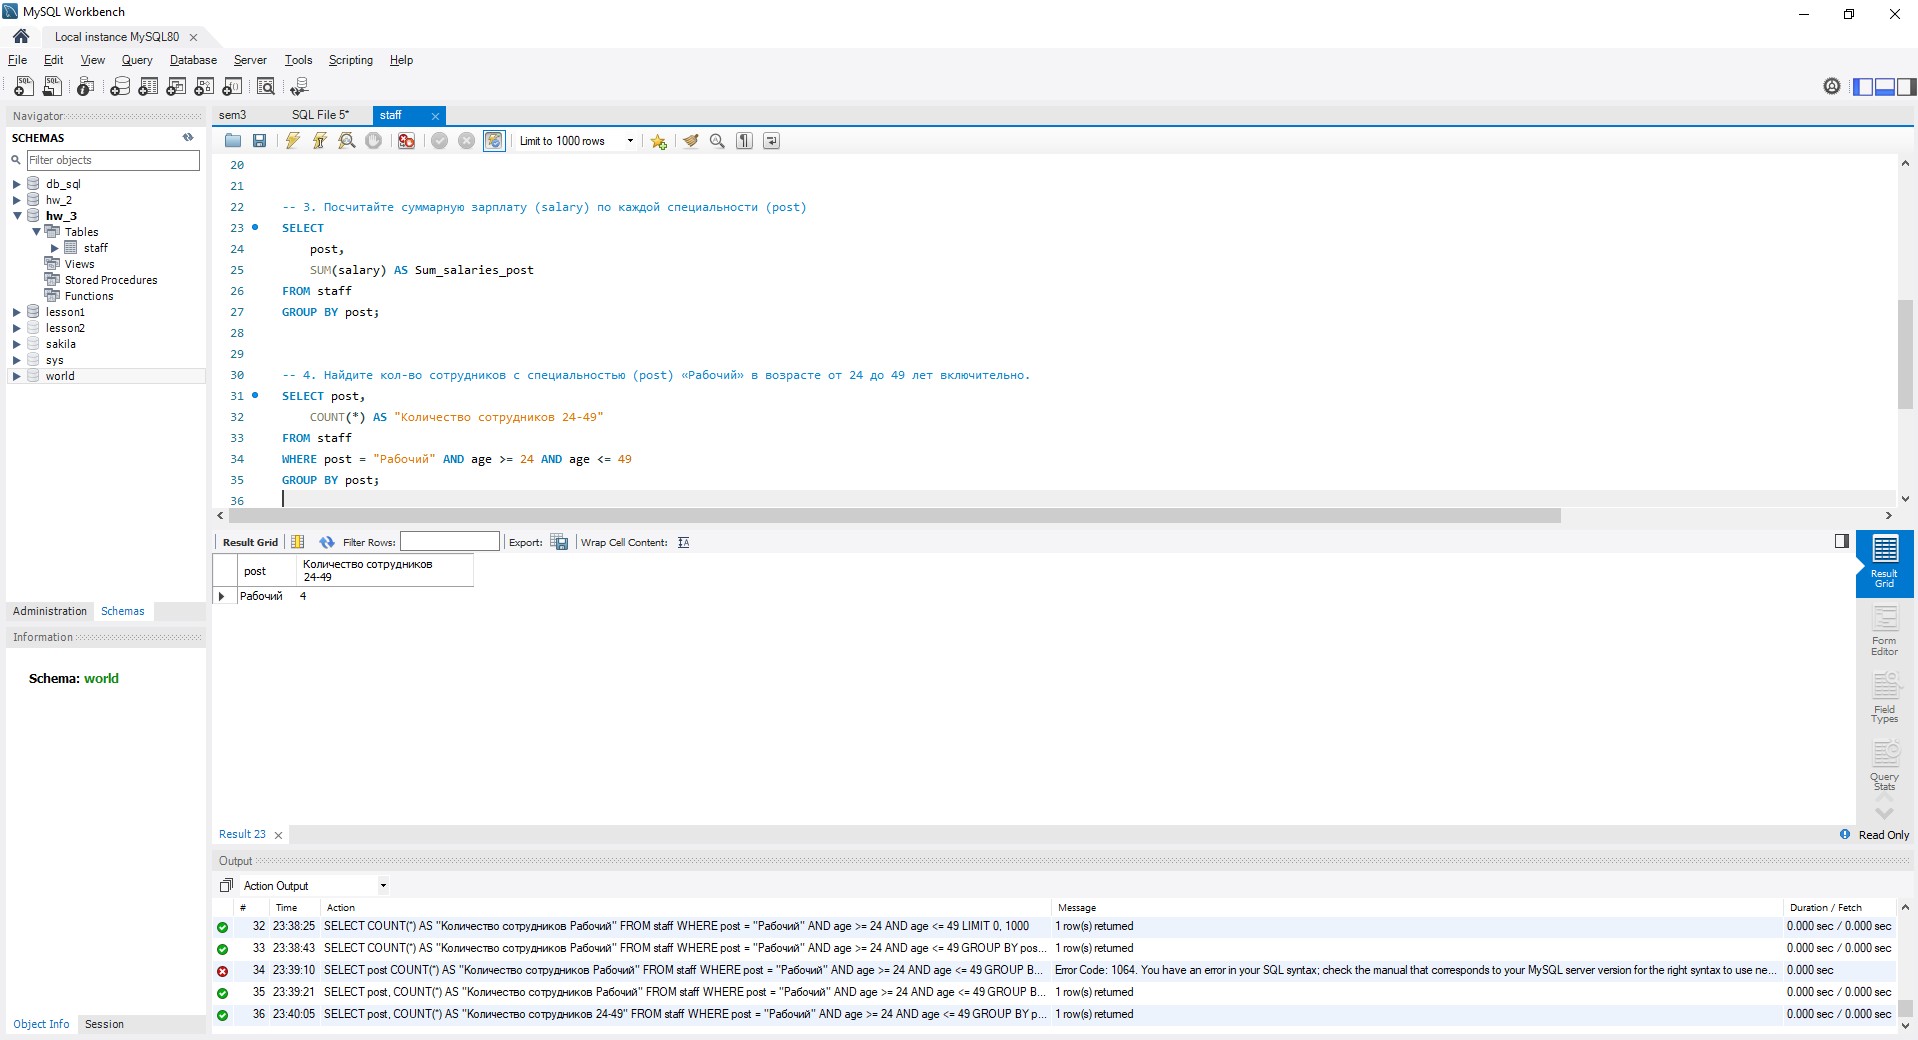 MySQL Workbench
Local instance MySQL80
File Edit View Query Database Server Tools Scripting Help
Navigator
SCHEMAS
Filter objects
db_sql
hw_2
hw_3
Tables
staff
Views
Stored Procedures
Functions
lesson1
lesson2
sakila
sys
world
Administration Schemas
Information
Schema: world
Object Info Session
sem3 SQL File 5* staff
Limit to 1000 rows
20
21
22 -- 3. Посчитайте суммарную зарплату (salary) по каждой специальности (post)
23 SELECT
24 post,
25 SUM(salary) AS Sum_salaries_post
26 FROM staff
27 GROUP BY post;
28
29
30 -- 4. Найдите кол-во сотрудников с специальностью (post) «Рабочий» в возрасте от 24 до 49 лет включительно.
31 SELECT post,
32 COUNT(*) AS "Количество сотрудников 24-49"
33 FROM staff
34 WHERE post = "Рабочий" AND age >= 24 AND age <= 49
35 GROUP BY post;
36
Result Grid Filter Rows: Export: Wrap Cell Content:
post Количество сотрудников
24-49
Рабочий 4
Result
Grid
Form
Editor
Field
Types
Query
Stats
Result 23
Read Only
Output
Action Output
# Time Action Message Duration / Fetch
32 23:38:25 SELECT COUNT(*) AS "Количество сотрудников Рабочий" FROM staff WHERE post = "Рабочий" AND age >= 24 AND age <= 49 LIMIT 0, 1000 1 row(s) returned 0.000 sec / 0.000 sec
33 23:38:43 SELECT COUNT(*) AS "Количество сотрудников Рабочий" FROM staff WHERE post = "Рабочий" AND age >= 24 AND age <= 49 GROUP BY pos... 1 row(s) returned 0.000 sec / 0.000 sec
34 23:39:10 SELECT post COUNT(*) AS "Количество сотрудников Рабочий" FROM staff WHERE post = "Рабочий" AND age >= 24 AND age <= 49 GROUP B... Error Code: 1064. You have an error in your SQL syntax; check the manual that corresponds to your MySQL server version for the right syntax to use ne... 0.000 sec
35 23:39:21 SELECT post, COUNT(*) AS "Количество сотрудников Рабочий" FROM staff WHERE post = "Рабочий" AND age >= 24 AND age <= 49 GROUP B... 1 row(s) returned 0.000 sec / 0.000 sec
36 23:40:05 SELECT post, COUNT(*) AS "Количество сотрудников 24-49" FROM staff WHERE post = "Рабочий" AND age >= 24 AND age <= 49 GROUP BY p... 1 row(s) returned 0.000 sec / 0.000 sec